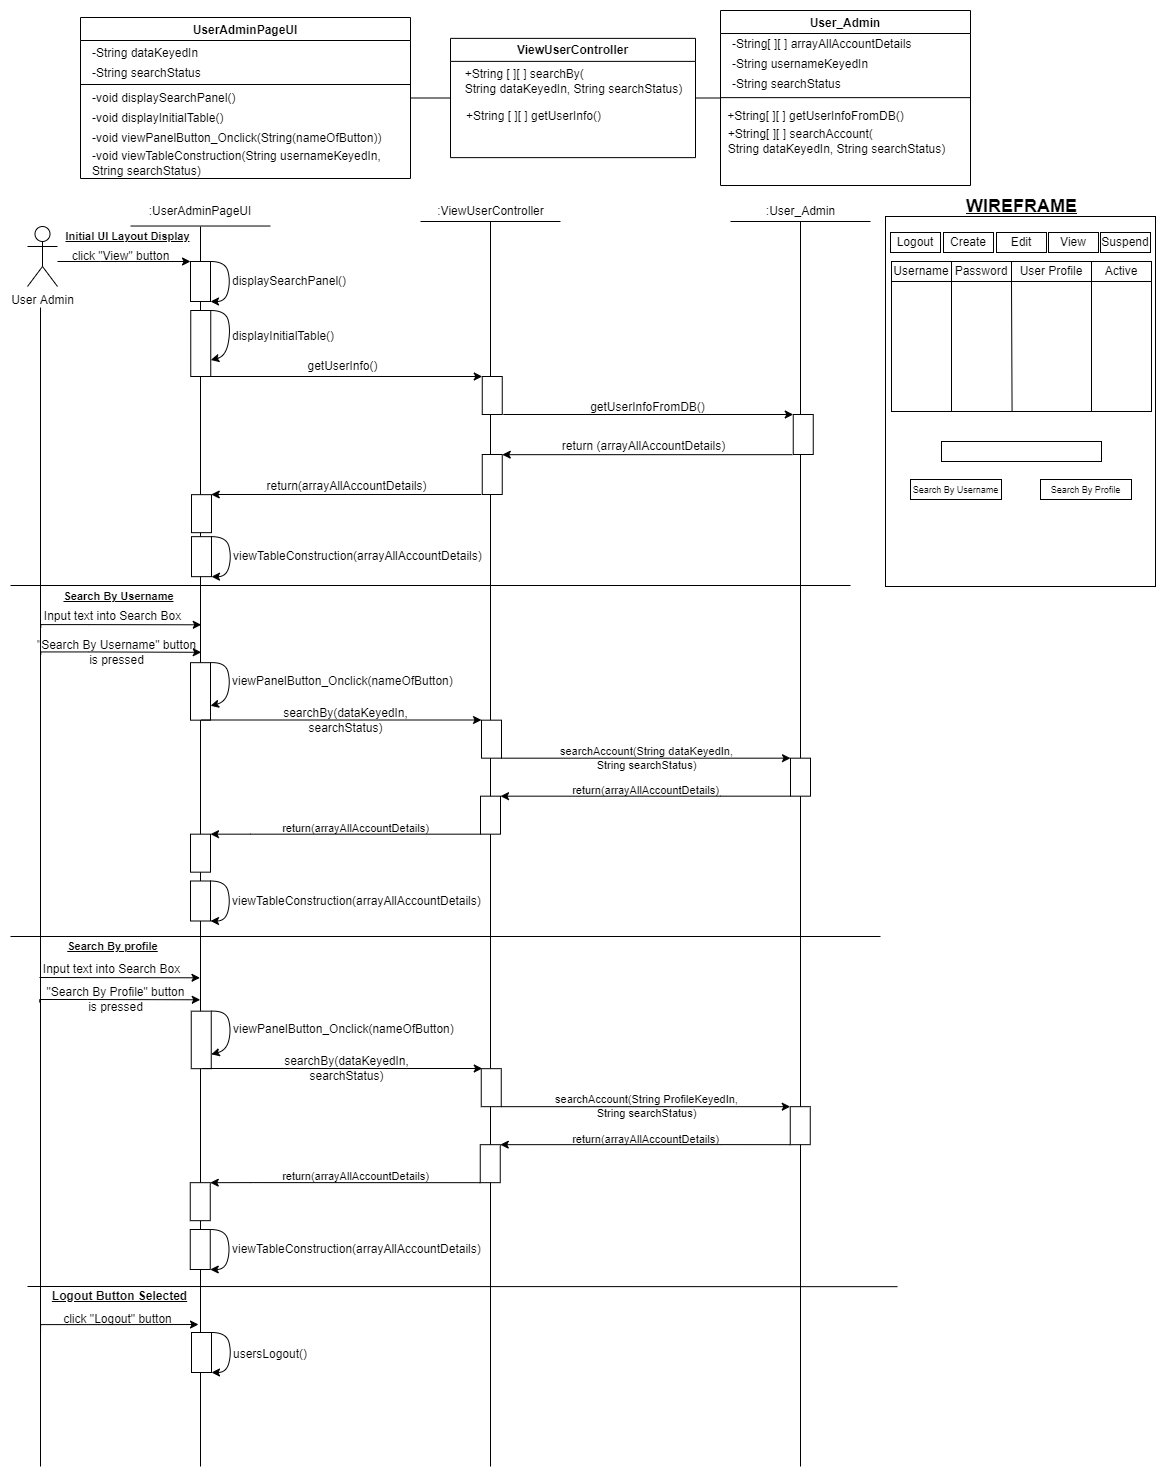 UserAdminPageUI
-String dataKeyedIn
-String searchStatus
-void displaySearchPanel()
-void displayInitialTable()
-void viewPanelButton_Onclick(String(nameOfButton))
-void viewTableConstruction(String usernameKeyedIn,
String searchStatus)
ViewUserController
+String [ ][ ] searchBy(
String dataKeyedIn, String searchStatus)
+String [ ][ ] getUserInfo()
User_Admin
-String[ ][ ] arrayAllAccountDetails
-String usernameKeyedIn
-String searchStatus
+String[ ][ ] getUserInfoFromDB()
+String[ ][ ] searchAccount(
String dataKeyedIn, String searchStatus)
:UserAdminPageUI
:ViewUserController
:User_Admin
WIREFRAME
Logout Create Edit View Suspend
Username Password User Profile Active
Search By Username Search By Profile
User Admin
Initial UI Layout Display
click "View" button
displaySearchPanel()
displayInitialTable()
getUserInfo()
getUserInfoFromDB()
return (arrayAllAccountDetails)
return(arrayAllAccountDetails)
viewTableConstruction(arrayAllAccountDetails)
Search By Username
Input text into Search Box
"Search By Username" button
is pressed
viewPanelButton_Onclick(nameOfButton)
searchBy(dataKeyedIn,
searchStatus)
searchAccount(String dataKeyedIn,
String searchStatus)
return(arrayAllAccountDetails)
return(arrayAllAccountDetails)
viewTableConstruction(arrayAllAccountDetails)
Search By profile
Input text into Search Box
"Search By Profile" button
is pressed
viewPanelButton_Onclick(nameOfButton)
searchBy(dataKeyedIn,
searchStatus)
searchAccount(String ProfileKeyedIn,
String searchStatus)
return(arrayAllAccountDetails)
return(arrayAllAccountDetails)
viewTableConstruction(arrayAllAccountDetails)
Logout Button Selected
click "Logout" button
usersLogout()